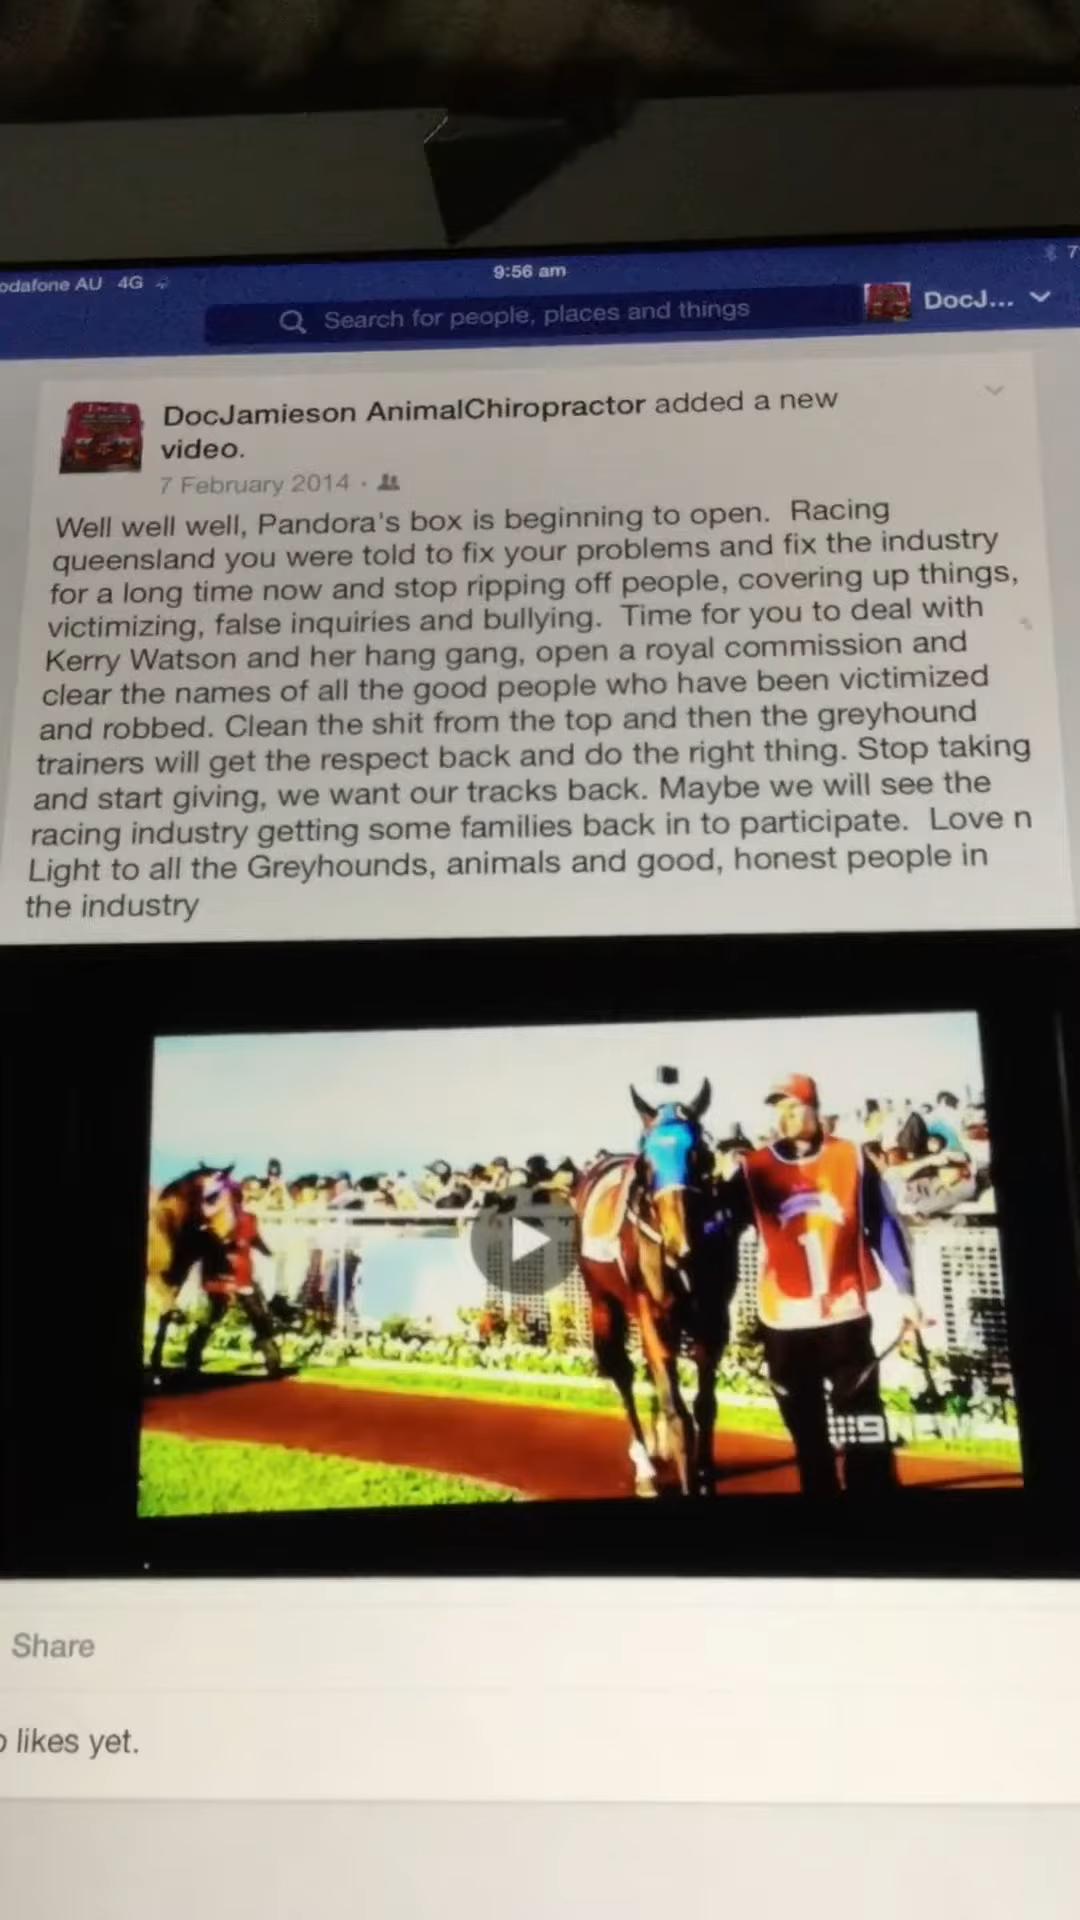 odafone AU 4G
9:56 am
7
Search for people, places and things
DocJ...
DocJamieson AnimalChiropractor added a new
video.
7 February 2014 ·
Well well well, Pandora's box is beginning to open. Racing
queensland you were told to fix your problems and fix the industry
for a long time now and stop ripping off people, covering up things,
victimizing, false inquiries and bullying. Time for you to deal with
Kerry Watson and her hang gang, open a royal commission and
clear the names of all the good people who have been victimized
and robbed. Clean the shit from the top and then the greyhound
trainers will get the respect back and do the right thing. Stop taking
and start giving, we want our tracks back. Maybe we will see the
racing industry getting some families back in to participate. Love n
Light to all the Greyhounds, animals and good, honest people in
the industry
1
9NEW
Share
o likes yet.